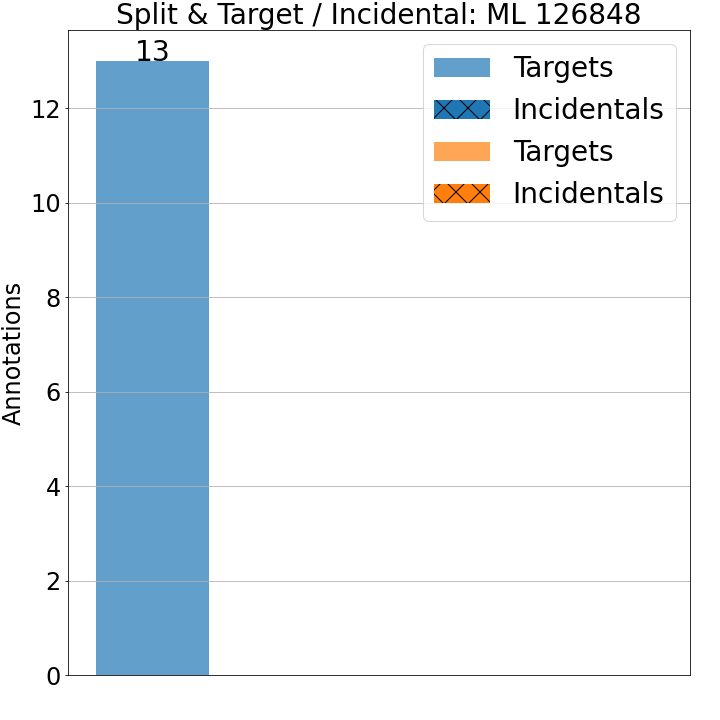 Split & Target / Incidental: ML 126848
13
Targets
Incidentals
Targets
Incidentals
12
10
8
6
4
2
0
Annotations